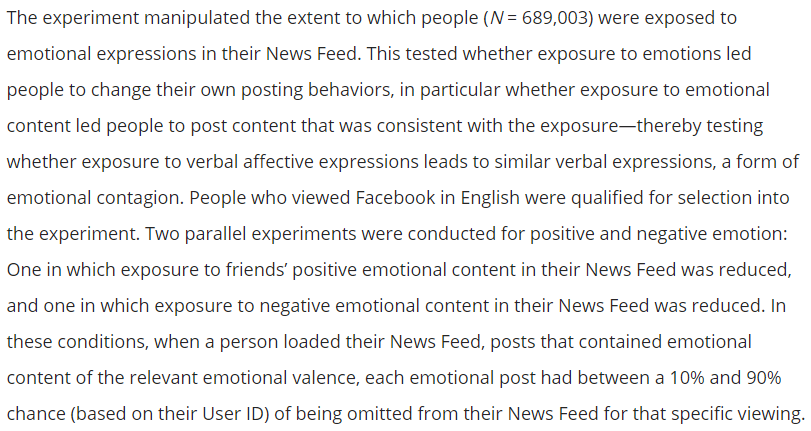 The experiment manipulated the extent to which people (N = 689,003) were exposed to
emotional expressions in their News Feed. This tested whether exposure to emotions led
people to change their own posting behaviors, in particular whether exposure to emotional
content led people to post content that was consistent with the exposure—thereby testing
whether exposure to verbal affective expressions leads to similar verbal expressions, a form of
emotional contagion. People who viewed Facebook in English were qualified for selection into
the experiment. Two parallel experiments were conducted for positive and negative emotion:
One in which exposure to friends’ positive emotional content in their News Feed was reduced,
and one in which exposure to negative emotional content in their News Feed was reduced. In
these conditions, when a person loaded their News Feed, posts that contained emotional
content of the relevant emotional valence, each emotional post had between a 10% and 90%
chance (based on their User ID) of being omitted from their News Feed for that specific viewing.